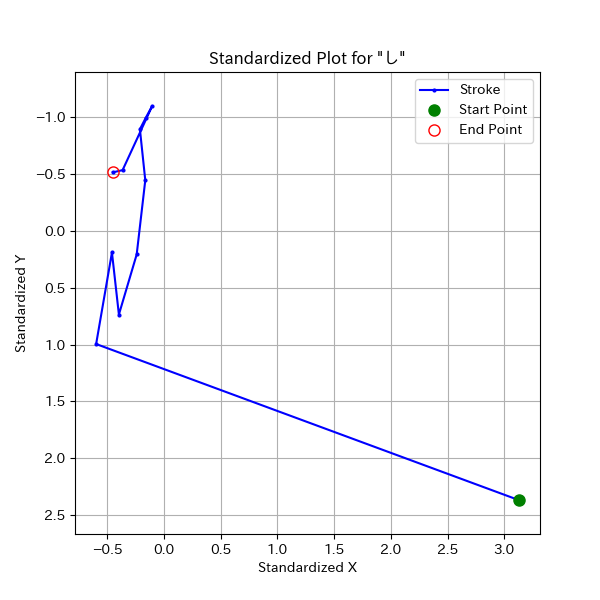 Standardized Plot for "し"
Stroke
Start Point
End Point
−1.0
−0.5
0.0
0.5
1.0
1.5
2.0
2.5
Standardized Y
−0.5 0.0 0.5 1.0 1.5 2.0 2.5 3.0
Standardized X